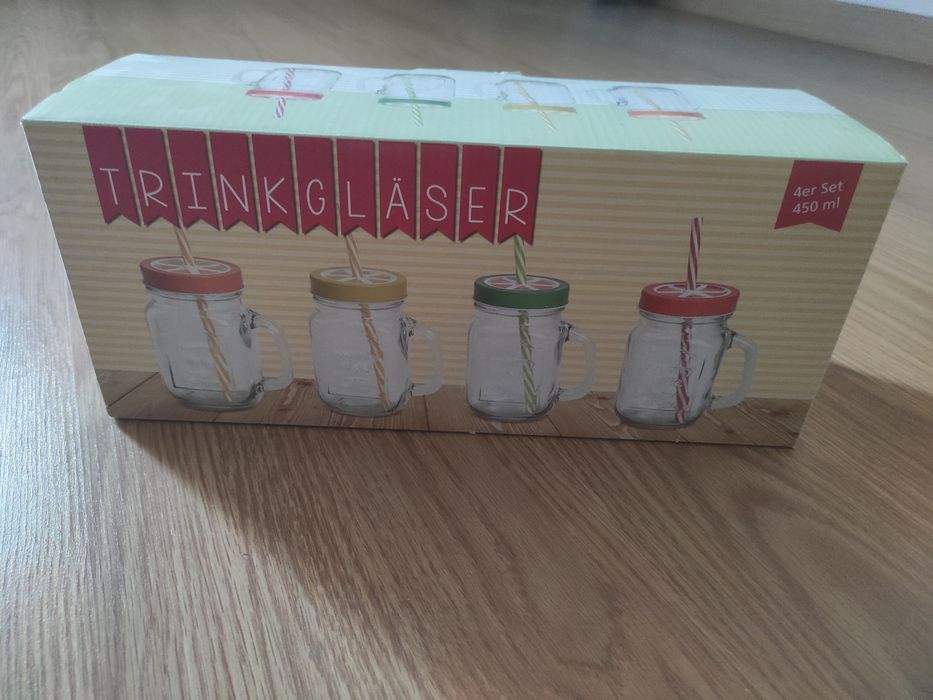 TRINKGLÄSER
4er Set
450 ml